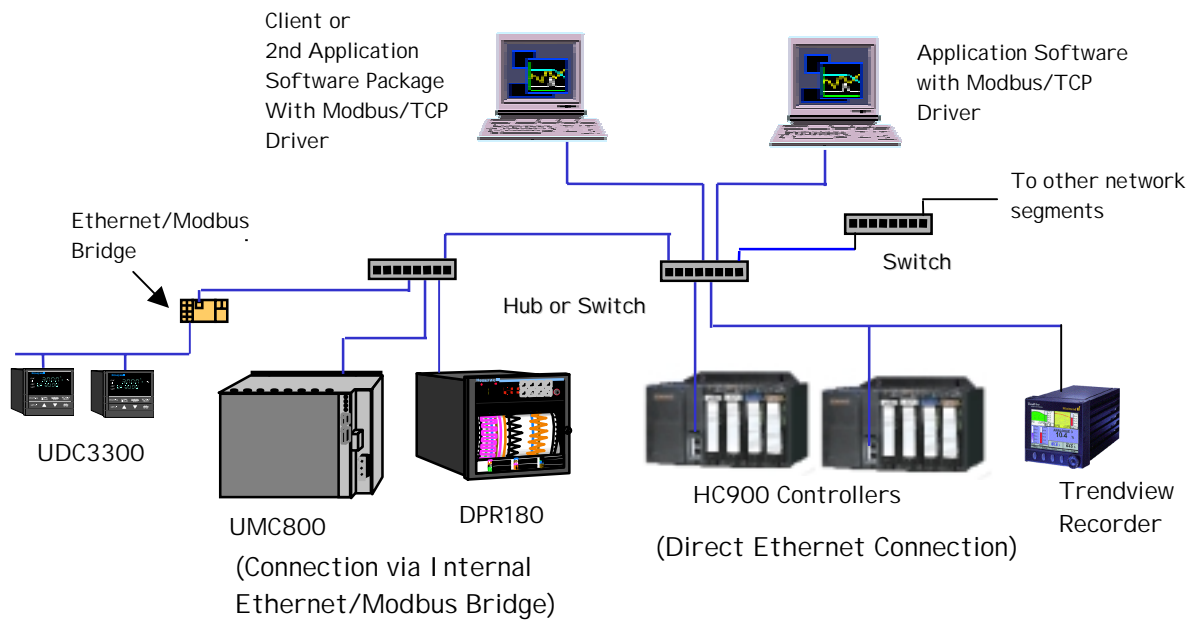 Client or
2nd Application
Software Package
With Modbus/TCP
Driver
Application Software
with Modbus/TCP
Driver
To other network
segments
Ethernet/Modbus
Bridge
Switch
Hub or Switch
UDC3300
UMC800
DPR180
HC900 Controllers
Trendview
Recorder
(Connection via Internal
Ethernet/Modbus Bridge)
(Direct Ethernet Connection)